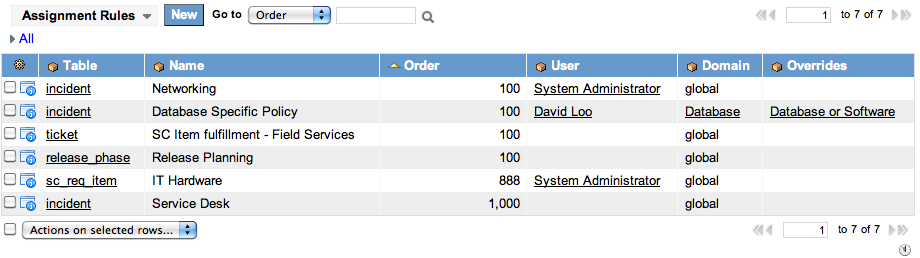 Assignment Rules New Go to Order 1 to 7 of 7
All
Table Name Order User Domain Overrides
incident Networking 100 System Administrator global
incident Database Specific Policy 100 David Loo Database Database or Software
ticket SC Item fulfillment - Field Services 100 global
release_phase Release Planning 100 global
sc_req_item IT Hardware 888 System Administrator global
incident Service Desk 1,000 global
Actions on selected rows... 1 to 7 of 7